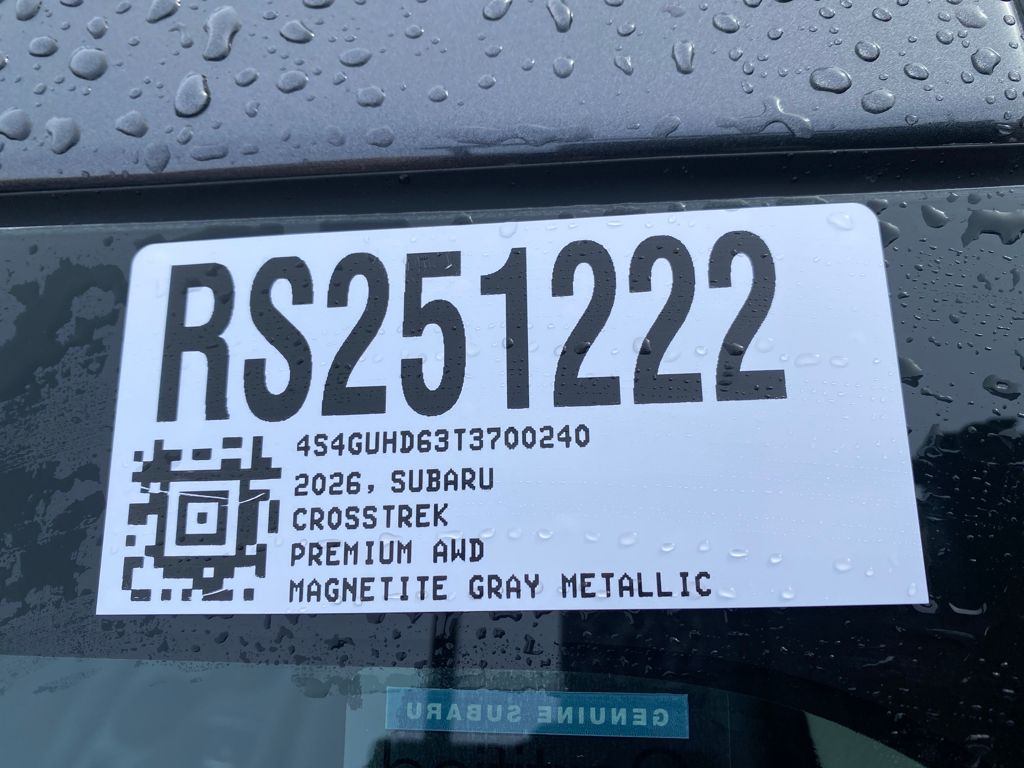 RS251222
4S4GUHD63T3700240
2026, SUBARU
CROSSTREK
PREMIUM AWD
MAGNETITE GRAY METALLIC
GENUINE SUBARU